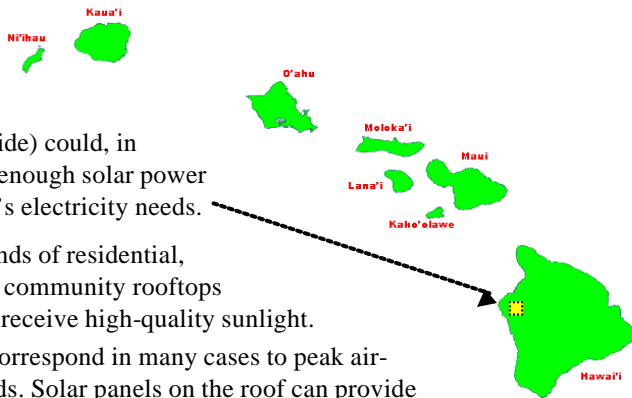 Kaua'i
Ni'ihau
O'ahu
Moloka'i
Maui
Lana'i
Kaho'olawe
Hawai'i
ide) could, in
enough solar power
's electricity needs.
nds of residential,
community rooftops
receive high-quality sunlight.
orrespond in many cases to peak air-
ds. Solar panels on the roof can provide